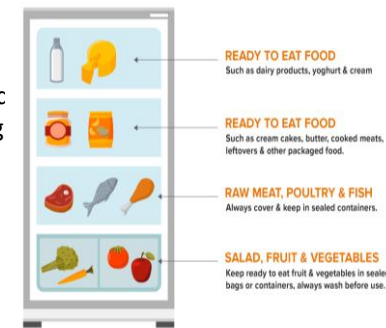 c
g
READY TO EAT FOOD
Such as dairy products, yoghurt & cream
READY TO EAT FOOD
Such as cream cakes, butter, cooked meats,
leftovers & other packaged food.
RAW MEAT, POULTRY & FISH
Always cover & keep in sealed containers.
SALAD, FRUIT & VEGETABLES
Keep ready to eat fruit & vegetables in sealed
bags or containers, always wash before use.